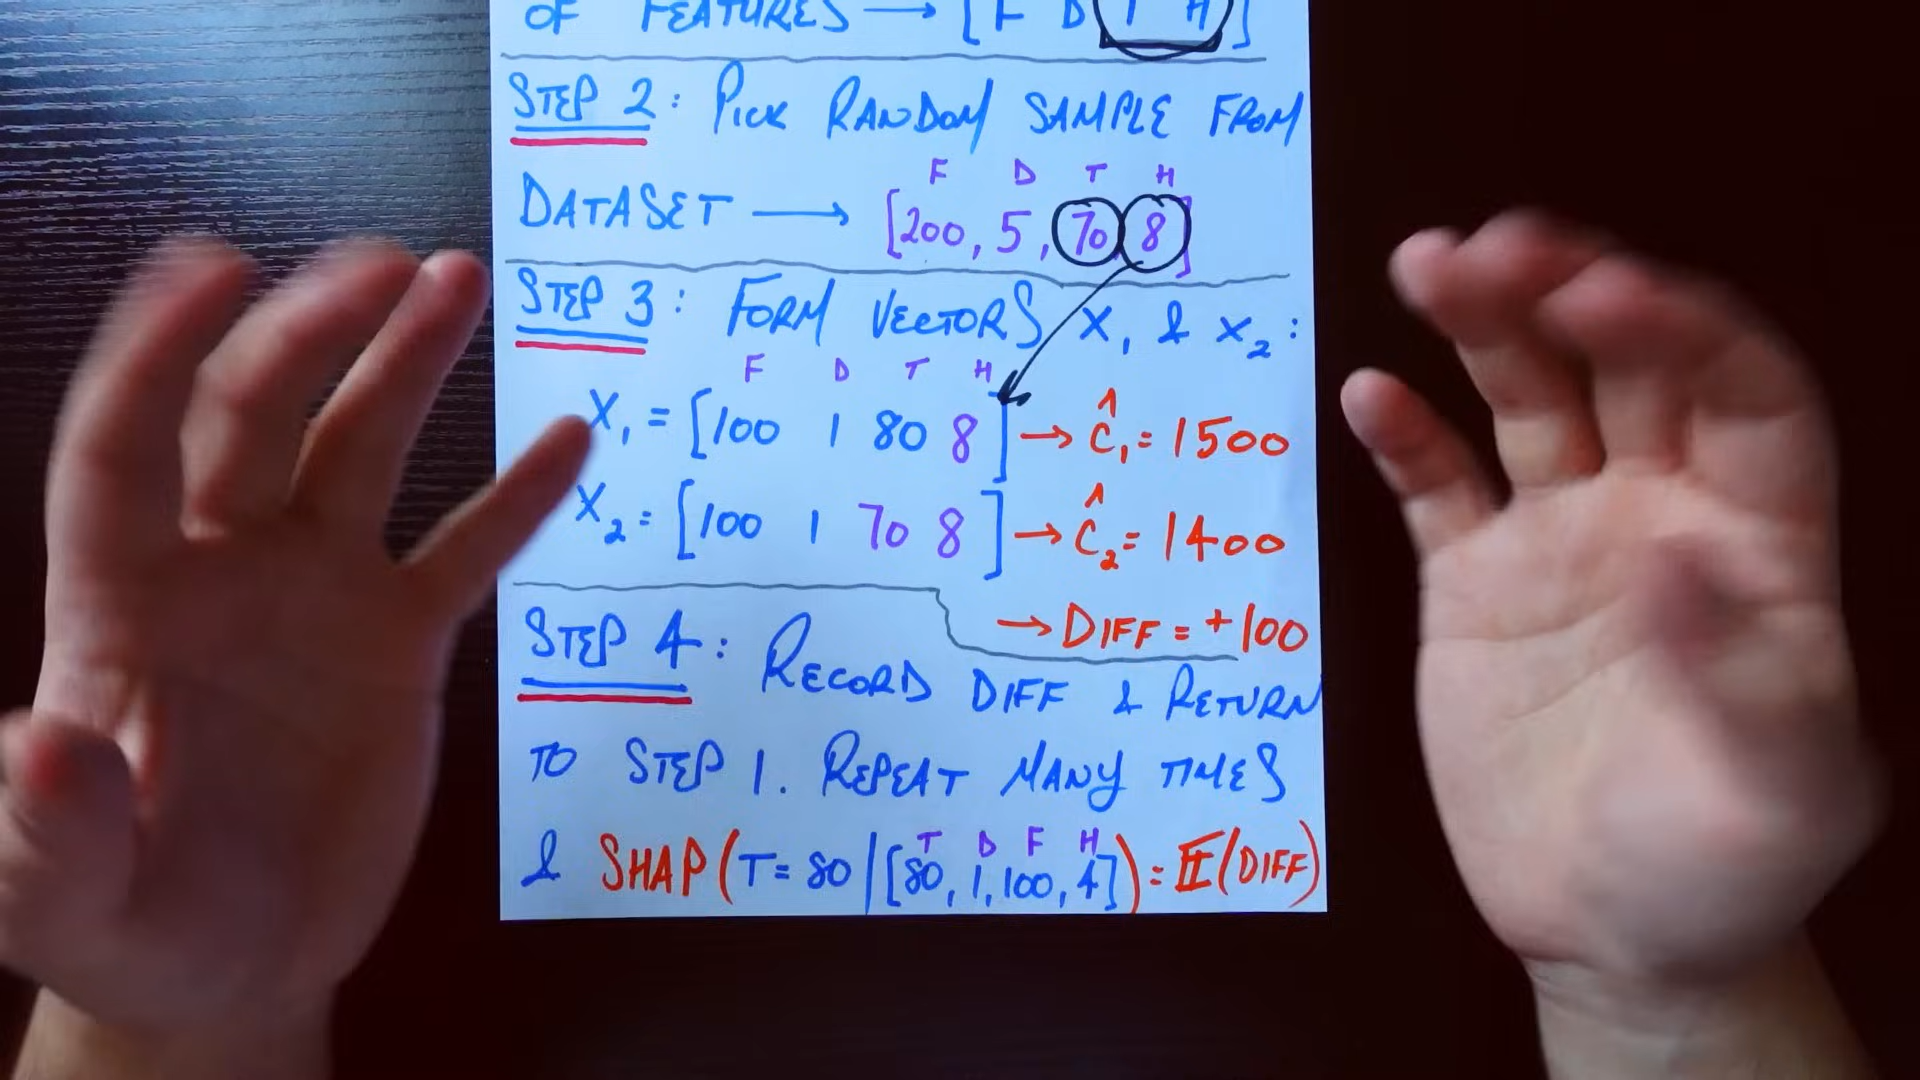 OF FEATURES → [F D T H]
STEP 2: PICK RANDOM SAMPLE FROM
F D T H
DATASET → [200, 5, 70, 8]
STEP 3: FORM VECTORS X₁ & X₂:
F D T H
X₁ = [100 1 80 8] → Ĉ₁ = 1500
X₂ = [100 1 70 8] → Ĉ₂ = 1400
→ DIFF = +100
STEP 4: RECORD DIFF & RETURN
TO STEP 1. REPEAT MANY TIMES
T D F H
& SHAP(T=80|[80, 1, 100, 4]) = 𝔼(DIFF)